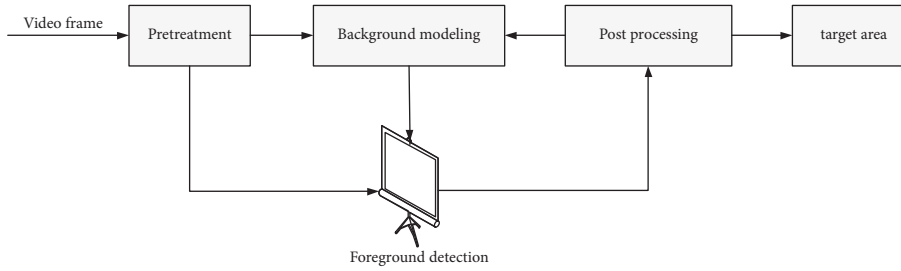 Video frame
Pretreatment
Background modeling
Post processing
target area
Foreground detection